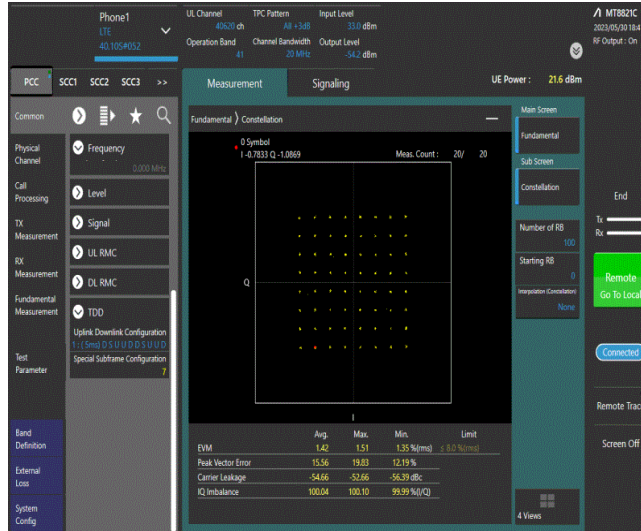 Phone1
LTE
40.10S#052
UL Channel
40620 ch
TPC Pattern
All +3dB
Input Level
33.0 dBm
Operation Band
41
Channel Bandwidth
20 MHz
Output Level
-54.2 dBm
MT8821C
2023/05/30 18:4
RF Output : On
PCC
SCC1
SCC2
SCC3
>>
Measurement
Signaling
UE Power : 21.6 dBm
Common
Physical
Channel
Call
Processing
TX
Measurement
RX
Measurement
Fundamental
Measurement
Test
Parameter
Band
Definition
External
Loss
System
Config
Frequency
0.000 MHz
Level
Signal
UL RMC
DL RMC
TDD
Uplink Downlink Configuration
1 : ( 5ms) D S U U D D S U U D
Special Subframe Configuration
7
Fundamental > Constellation
0 Symbol
I -0.7833 Q -1.0869
Meas. Count : 20/ 20
Q
I
Avg. Max. Min. Limit
EVM 1.42 1.51 1.35 %(rms) ≤ 8.0 %(rms)
Peak Vector Error 15.56 19.83 12.19 %
Carrier Leakage -54.66 -52.66 -56.39 dBc
IQ Imbalance 100.04 100.10 99.99 %(I/Q)
Main Screen
Fundamental
Sub Screen
Constellation
Number of RB
100
Starting RB
0
Interpolation (Constellation)
None
4 Views
End
Tx
Rx
Remote
Go To Local
Connected
Remote Trac
Screen Off